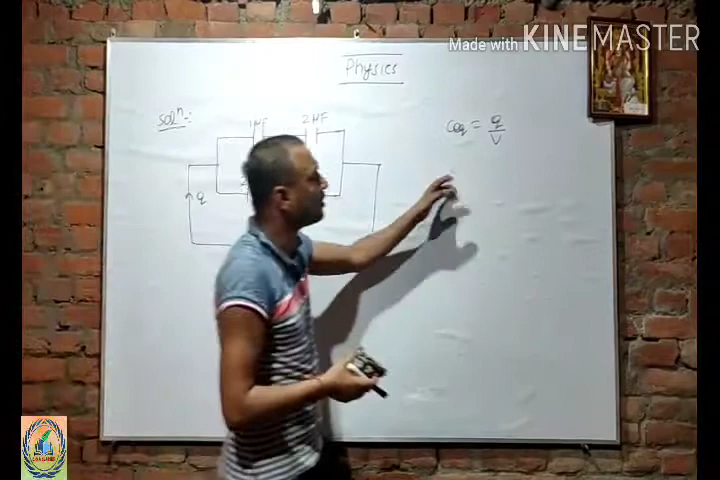 Made with KINEMASTER
Physics
Solⁿ:
1μF 2μF
Ceq = q/V
q